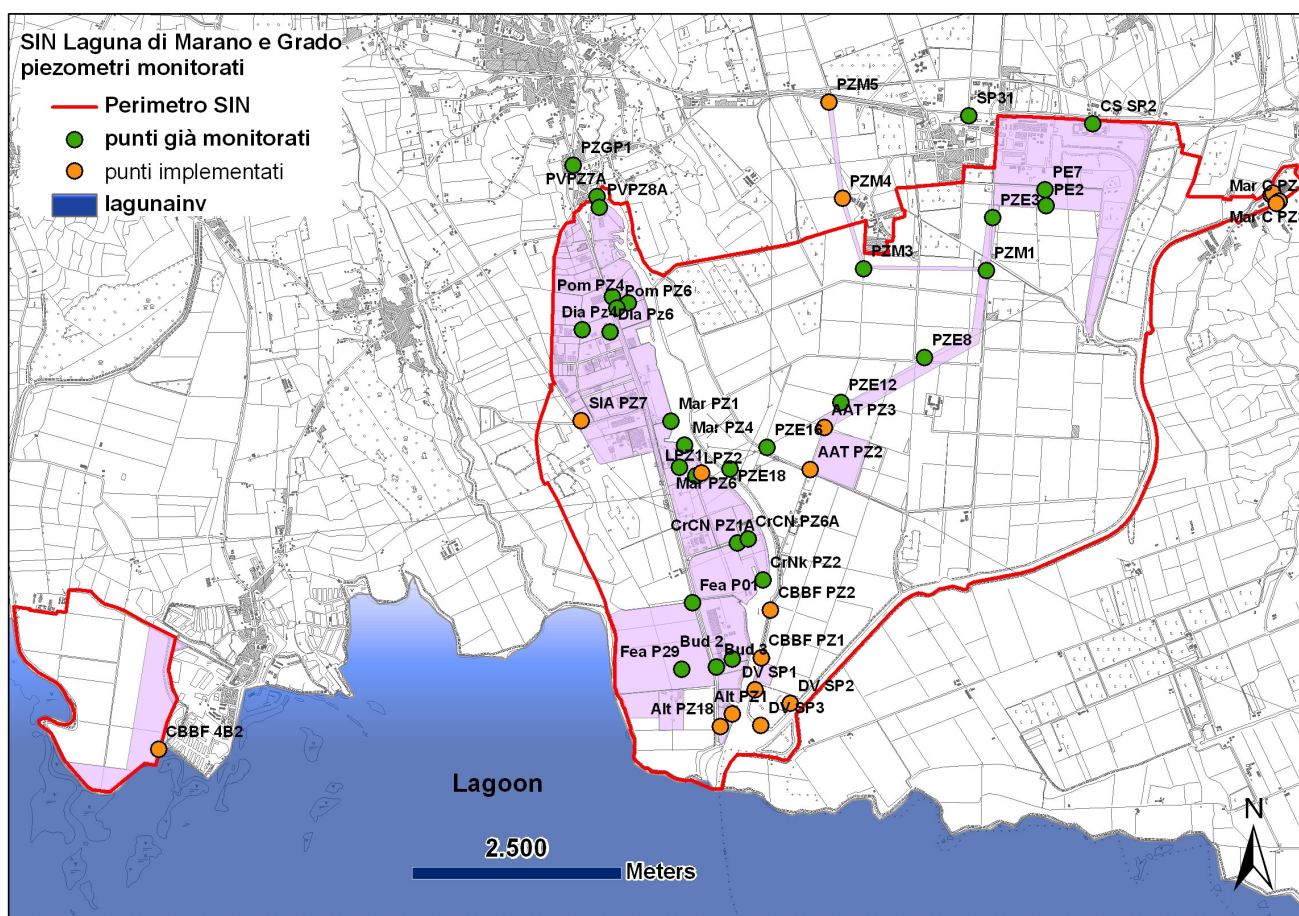 SIN Laguna di Marano e Grado
piezometri monitorati
Perimetro SIN
punti già monitorati
punti implementati
lagunainv
PZM5
SP31
CS SP2
PZGP1
PVPZ7A
PVPZ8A
PZM4
PE7
PE2
PZE3
Mar C PZ
Mar C PZ
PZM3
PZM1
Pom PZ4
Pom PZ6
Dia Pz4
Dia Pz6
PZE8
PZE12
AAT PZ3
SIA PZ7
Mar PZ1
Mar PZ4
PZE16
LPZ1
LPZ2
AAT PZ2
Mar PZ6
PZE18
CrCN PZ1A
CrCN PZ6A
CrNk PZ2
Fea P01
CBBF PZ2
Bud 2
Bud 3
CBBF PZ1
Fea P29
DV SP1
DV SP2
Alt PZ1
Alt PZ18
DV SP3
CBBF 4B2
Lagoon
2.500
Meters
N